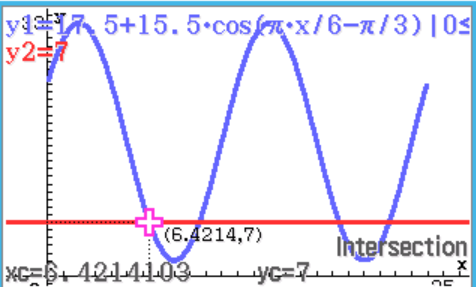 y1=17.5+15.5·cos(π·x/6-π/3)|0≤
y2=7
(6.4214,7)
Intersection
x
xc=6.4214103 yc=7